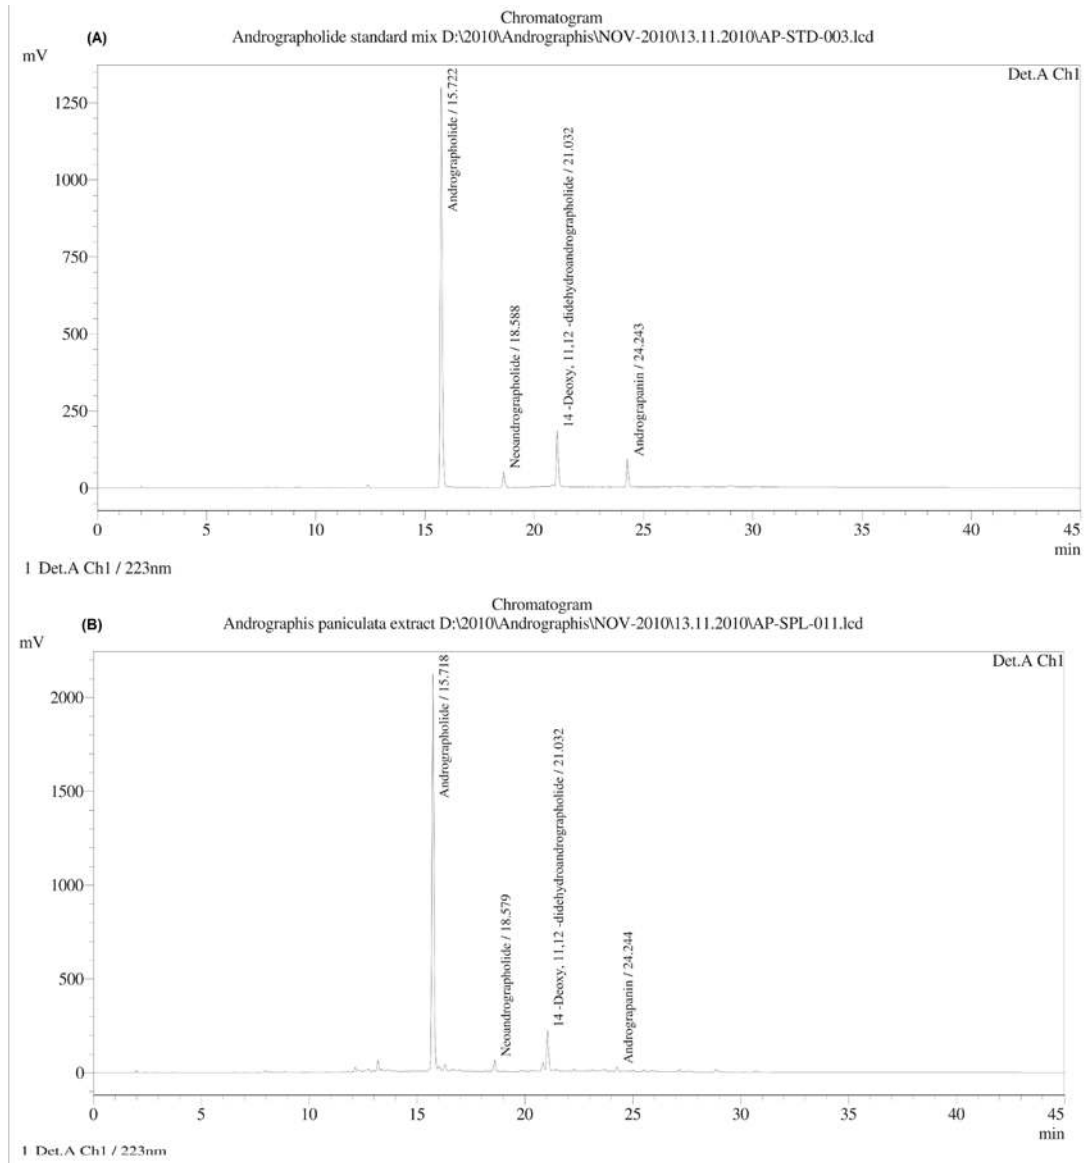 Chromatogram
(A) Andrographolide standard mix D:\2010\Andrographis\NOV-2010\13.11.2010\AP-STD-003.lcd
mV
Det.A Ch1
1250
1000
750
500
250
0
Andrographolide / 15.722
Neoandrographolide / 18.588
14 -Deoxy, 11,12 -didehydroandrographolide / 21.032
Andrograpanin / 24.243
0 5 10 15 20 25 30 35 40 45
min
1 Det.A Ch1 / 223nm
Chromatogram
(B) Andrographis paniculata extract D:\2010\Andrographis\NOV-2010\13.11.2010\AP-SPL-011.lcd
mV
Det.A Ch1
2000
1500
1000
500
0
Andrographolide / 15.718
Neoandrographolide / 18.579
14 -Deoxy, 11,12 -didehydroandrographolide / 21.032
Andrograpanin / 24.244
0 5 10 15 20 25 30 35 40 45
min
1 Det.A Ch1 / 223nm